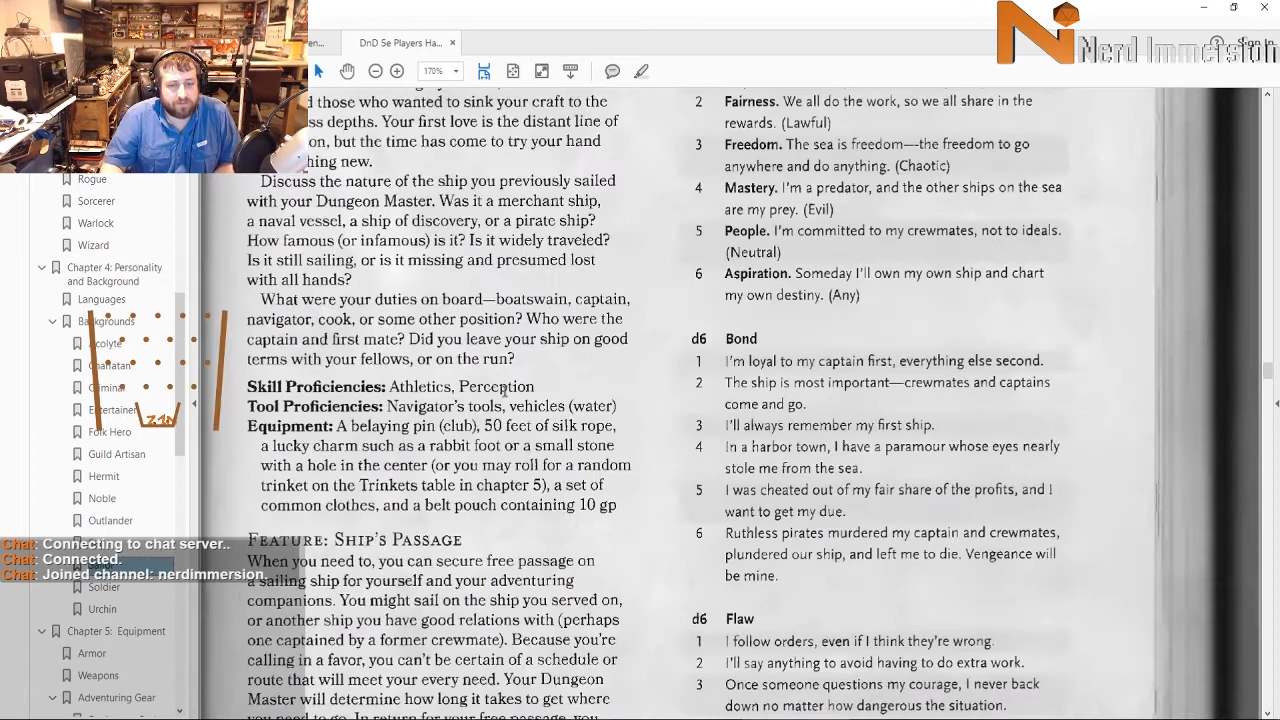 Nerd Immersion
Sign In
en...
DnD 5e Players Ha...
170%
Rogue
Sorcerer
Warlock
Wizard
Chapter 4: Personality
and Background
Languages
Backgrounds
Acolyte
Charlatan
Criminal
Entertainer
Folk Hero
Guild Artisan
Hermit
Noble
Outlander
Soldier
Urchin
Chapter 5: Equipment
Armor
Weapons
Adventuring Gear
Chat: Connecting to chat server..
Chat: Connected.
Chat: Joined channel: nerdimmersion.
d those who wanted to sink your craft to the
ss depths. Your first love is the distant line of
on, but the time has come to try your hand
hing new.
Discuss the nature of the ship you previously sailed
with your Dungeon Master. Was it a merchant ship,
a naval vessel, a ship of discovery, or a pirate ship?
How famous (or infamous) is it? Is it widely traveled?
Is it still sailing, or is it missing and presumed lost
with all hands?
What were your duties on board—boatswain, captain,
navigator, cook, or some other position? Who were the
captain and first mate? Did you leave your ship on good
terms with your fellows, or on the run?
Skill Proficiencies: Athletics, Perception
Tool Proficiencies: Navigator's tools, vehicles (water)
Equipment: A belaying pin (club), 50 feet of silk rope,
a lucky charm such as a rabbit foot or a small stone
with a hole in the center (or you may roll for a random
trinket on the Trinkets table in chapter 5), a set of
common clothes, and a belt pouch containing 10 gp
Feature: Ship's Passage
When you need to, you can secure free passage on
a sailing ship for yourself and your adventuring
companions. You might sail on the ship you served on,
or another ship you have good relations with (perhaps
one captained by a former crewmate). Because you're
calling in a favor, you can't be certain of a schedule or
route that will meet your every need. Your Dungeon
Master will determine how long it takes to get where
you need to go. In return for your free passage, you
2 Fairness. We all do the work, so we all share in the
rewards. (Lawful)
3 Freedom. The sea is freedom—the freedom to go
anywhere and do anything. (Chaotic)
4 Mastery. I'm a predator, and the other ships on the sea
are my prey. (Evil)
5 People. I'm committed to my crewmates, not to ideals.
(Neutral)
6 Aspiration. Someday I'll own my own ship and chart
my own destiny. (Any)
d6 Bond
1 I'm loyal to my captain first, everything else second.
2 The ship is most important—crewmates and captains
come and go.
3 I'll always remember my first ship.
4 In a harbor town, I have a paramour whose eyes nearly
stole me from the sea.
5 I was cheated out of my fair share of the profits, and I
want to get my due.
6 Ruthless pirates murdered my captain and crewmates,
plundered our ship, and left me to die. Vengeance will
be mine.
d6 Flaw
1 I follow orders, even if I think they're wrong.
2 I'll say anything to avoid having to do extra work.
3 Once someone questions my courage, I never back
down no matter how dangerous the situation.